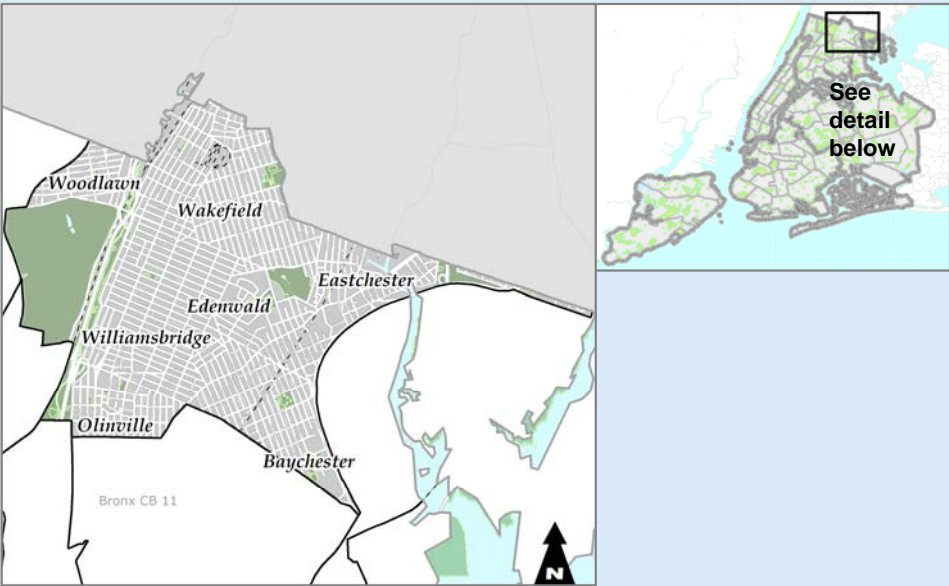 Woodlawn
Wakefield
Eastchester
Edenwald
Williamsbridge
Olinville
Baychester
Bronx CB 11
N
See
detail
below